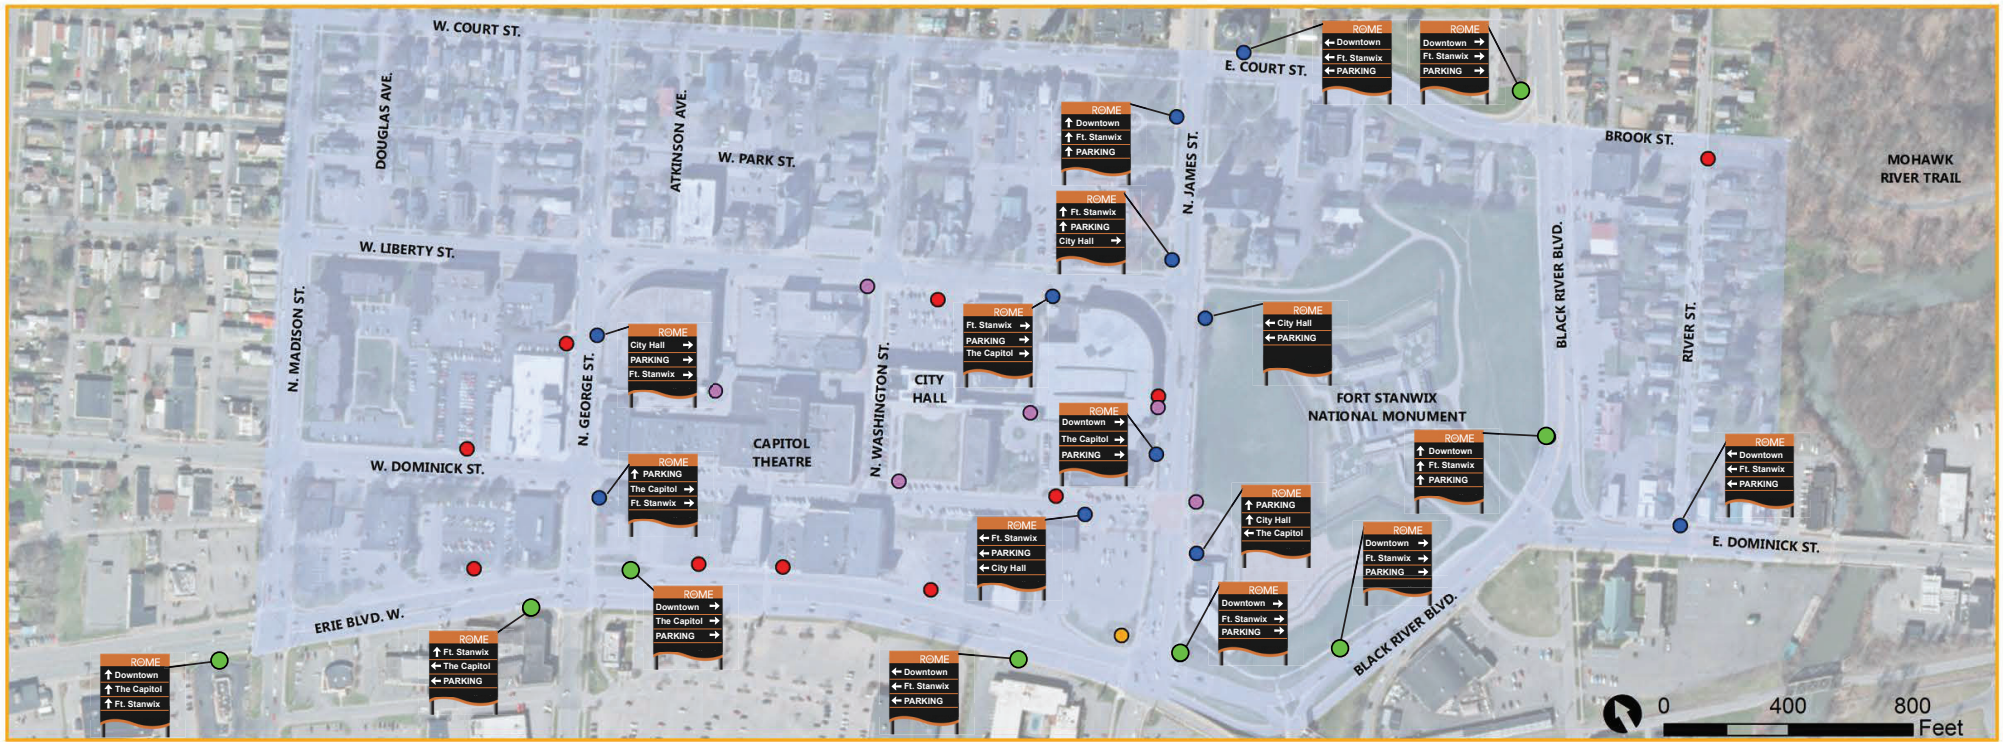 W. COURT ST.
DOUGLAS AVE.
ATKINSON AVE.
W. PARK ST.
W. LIBERTY ST.
N. MADISON ST.
N. GEORGE ST.
W. DOMINICK ST.
ERIE BLVD. W.
CAPITOL
THEATRE
N. WASHINGTON ST.
CITY
HALL
N. JAMES ST.
E. COURT ST.
BROOK ST.
MOHAWK
RIVER TRAIL
BLACK RIVER BLVD.
RIVER ST.
FORT STANWIX
NATIONAL MONUMENT
E. DOMINICK ST.
BLACK RIVER BLVD.
ROME
← Downtown
← Ft. Stanwix
← PARKING
ROME
Downtown →
Ft. Stanwix →
PARKING →
ROME
↑ Downtown
↑ Ft. Stanwix
↑ PARKING
ROME
↑ Ft. Stanwix
↑ PARKING
City Hall →
ROME
Ft. Stanwix →
PARKING →
The Capitol →
ROME
← City Hall
← PARKING
ROME
City Hall →
PARKING →
Ft. Stanwix →
ROME
Downtown →
The Capitol →
PARKING →
ROME
↑ Downtown
↑ Ft. Stanwix
↑ PARKING
ROME
← Downtown
← Ft. Stanwix
← PARKING
ROME
↑ PARKING
The Capitol →
Ft. Stanwix →
ROME
↑ PARKING
↑ City Hall
← The Capitol
ROME
← Ft. Stanwix
← PARKING
← City Hall
ROME
Downtown →
Ft. Stanwix →
PARKING →
ROME
Downtown →
The Capitol →
PARKING →
ROME
Downtown →
Ft. Stanwix →
PARKING →
ROME
↑ Ft. Stanwix
← The Capitol
← PARKING
ROME
↑ Downtown
↑ The Capitol
↑ Ft. Stanwix
ROME
← Downtown
← Ft. Stanwix
← PARKING
0 400 800
Feet